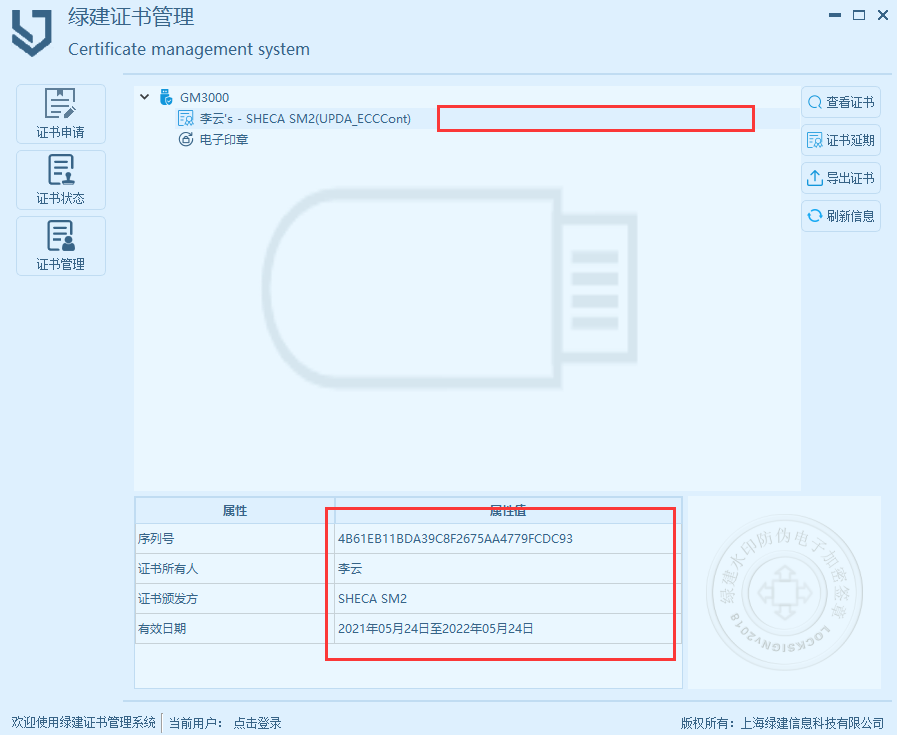 绿建证书管理
Certificate management system
证书申请
证书状态
证书管理
GM3000
李云's - SHECA SM2(UPDA_ECCCont)
电子印章
查看证书
证书延期
导出证书
刷新信息
属性 属性值
序列号 4B61EB11BDA39C8F2675AA4779FCDC93
证书所有人 李云
证书颁发方 SHECA SM2
有效日期 2021年05月24日至2022年05月24日
绿建水印防伪电子加密签章
LOCKSIGNV2018
欢迎使用绿建证书管理系统 当前用户： 点击登录 版权所有：上海绿建信息科技有限公司